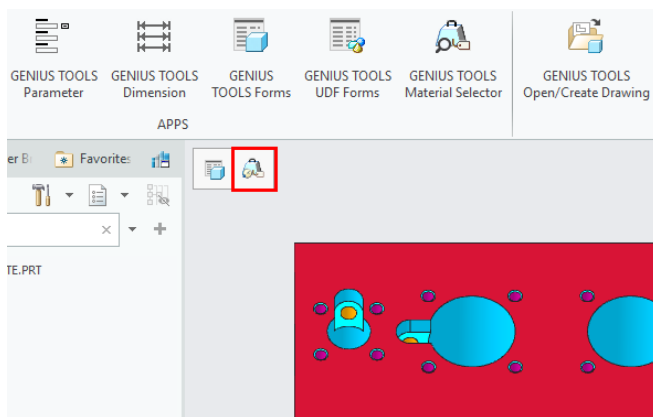 GENIUS TOOLS GENIUS TOOLS GENIUS GENIUS TOOLS GENIUS TOOLS GENIUS TOOLS
Parameter Dimension TOOLS Forms UDF Forms Material Selector Open/Create Drawing
APPS
er B Favorites
TE.PRT